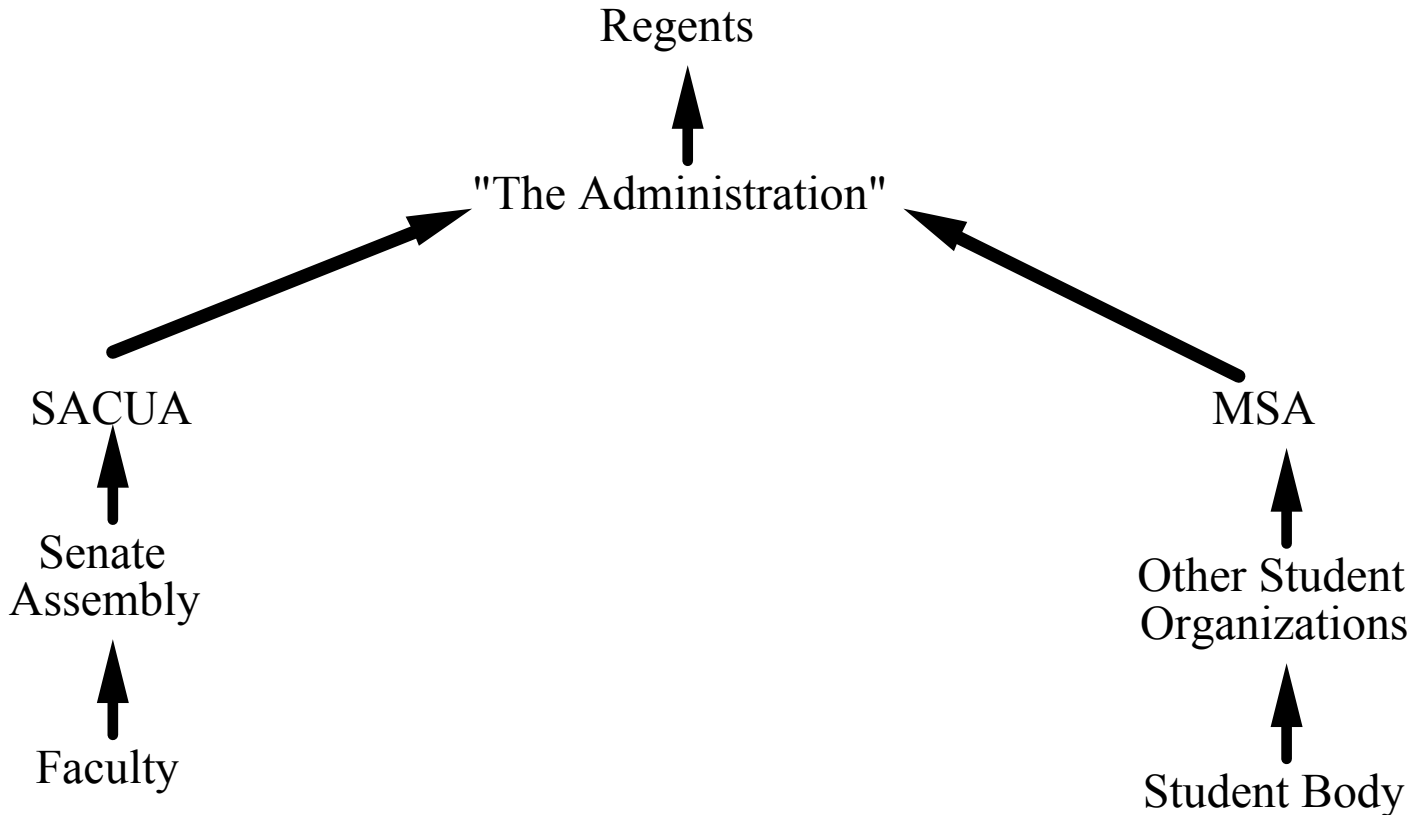 Regents
"The Administration"
SACUA
MSA
Senate
Assembly
Other Student
Organizations
Faculty
Student Body